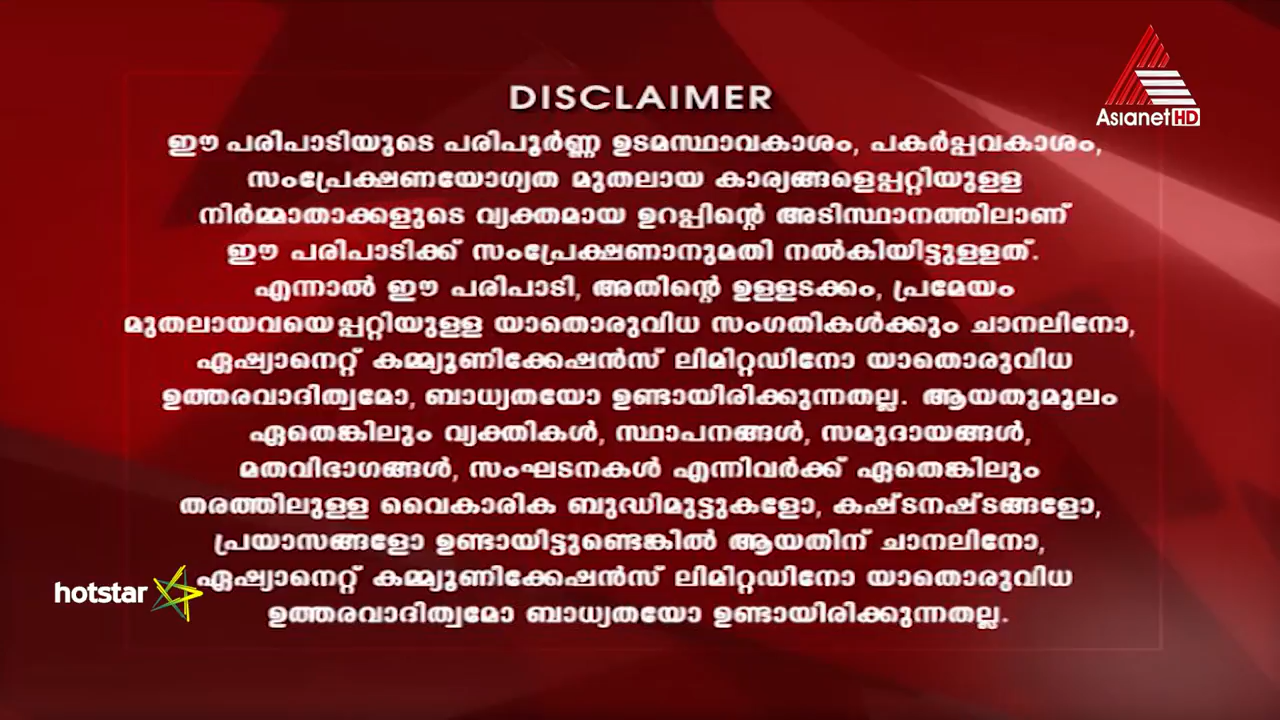 DISCLAIMER
Asianet HD
ഈ പരിപാടിയുടെ പരിപൂർണ്ണ ഉടമസ്ഥാവകാശം, പകർപ്പവകാശം,
സംപ്രേക്ഷണയോഗ്യത മുതലായ കാര്യങ്ങളെപ്പറ്റിയുള്ള
നിർമ്മാതാക്കളുടെ വ്യക്തമായ ഉറപ്പിന്റെ അടിസ്ഥാനത്തിലാണ്
ഈ പരിപാടിക്ക് സംപ്രേക്ഷണാനുമതി നൽകിയിട്ടുള്ളത്.
എന്നാൽ ഈ പരിപാടി, അതിന്റെ ഉള്ളടക്കം, പ്രമേയം
മുതലായവയെപ്പറ്റിയുള്ള യാതൊരുവിധ സംഗതികൾക്കും ചാനലിനോ,
ഏഷ്യാനെറ്റ് കമ്മ്യൂണിക്കേഷൻസ് ലിമിറ്റഡിനോ യാതൊരുവിധ
ഉത്തരവാദിത്വമോ, ബാധ്യതയോ ഉണ്ടായിരിക്കുന്നതല്ല. ആയതുമൂലം
ഏതെങ്കിലും വ്യക്തികൾ, സ്ഥാപനങ്ങൾ, സമുദായങ്ങൾ,
മതവിഭാഗങ്ങൾ, സംഘടനകൾ എന്നിവർക്ക് ഏതെങ്കിലും
തരത്തിലുള്ള വൈകാരിക ബുദ്ധിമുട്ടുകളോ, കഷ്ടനഷ്ടങ്ങളോ,
പ്രയാസങ്ങളോ ഉണ്ടായിട്ടുണ്ടെങ്കിൽ ആയതിന് ചാനലിനോ,
ഏഷ്യാനെറ്റ് കമ്മ്യൂണിക്കേഷൻസ് ലിമിറ്റഡിനോ യാതൊരുവിധ
ഉത്തരവാദിത്വമോ ബാധ്യതയോ ഉണ്ടായിരിക്കുന്നതല്ല.
hotstar